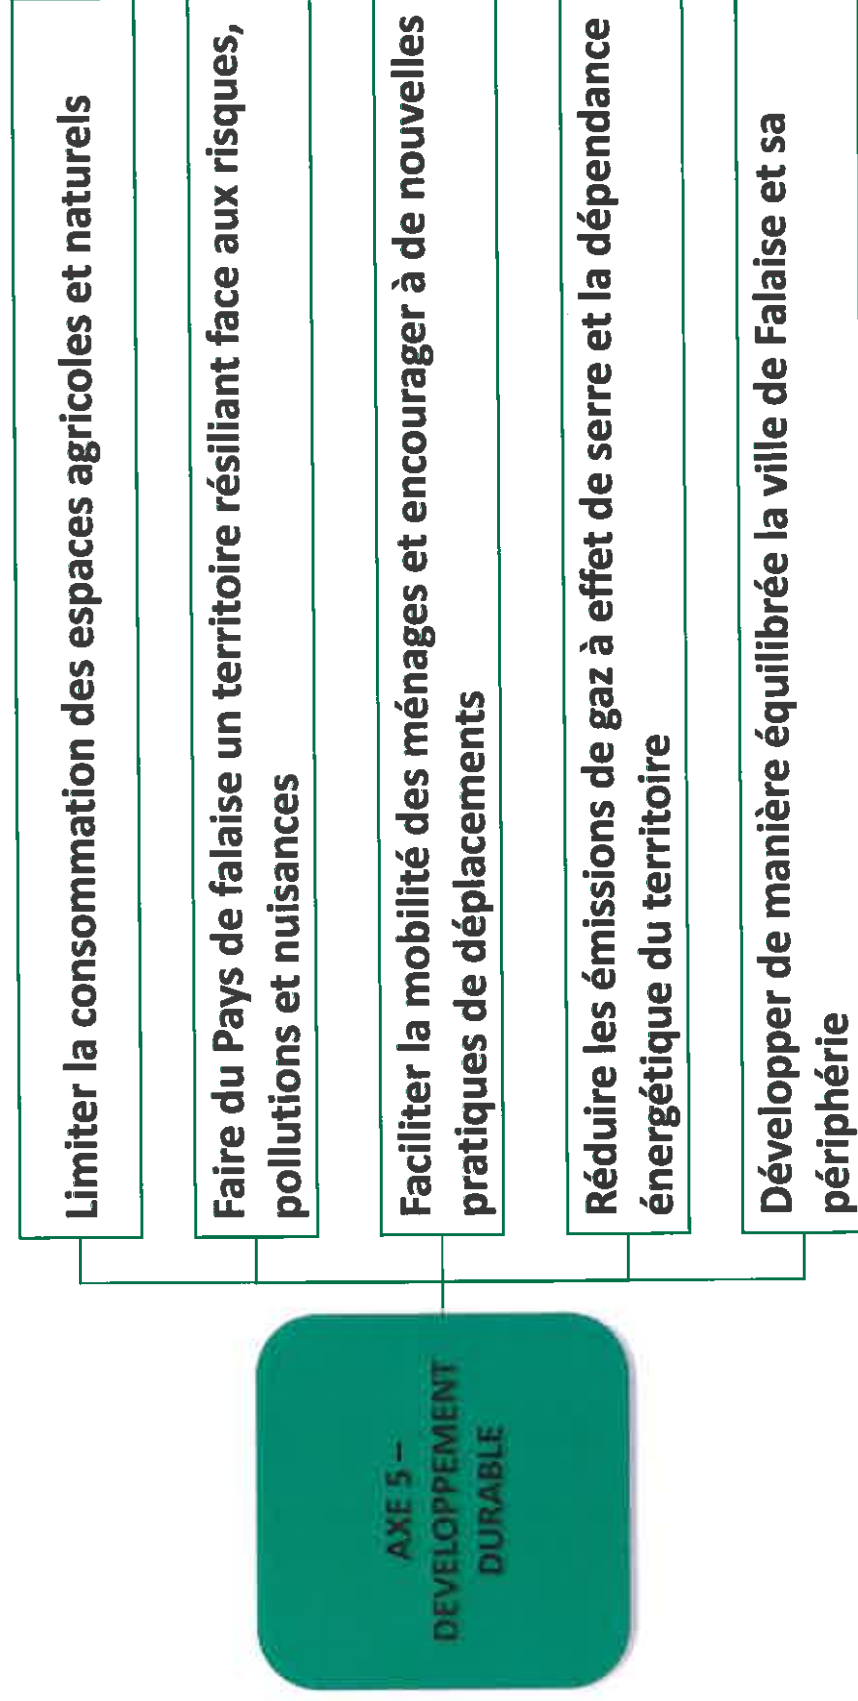 AXE 5 –
DEVELOPPEMENT
DURABLE
Limiter la consommation des espaces agricoles et naturels
Faire du Pays de falaise un territoire résiliant face aux risques,
pollutions et nuisances
Faciliter la mobilité des ménages et encourager à de nouvelles
pratiques de déplacements
Réduire les émissions de gaz à effet de serre et la dépendance
énergétique du territoire
Développer de manière équilibrée la ville de Falaise et sa
périphérie